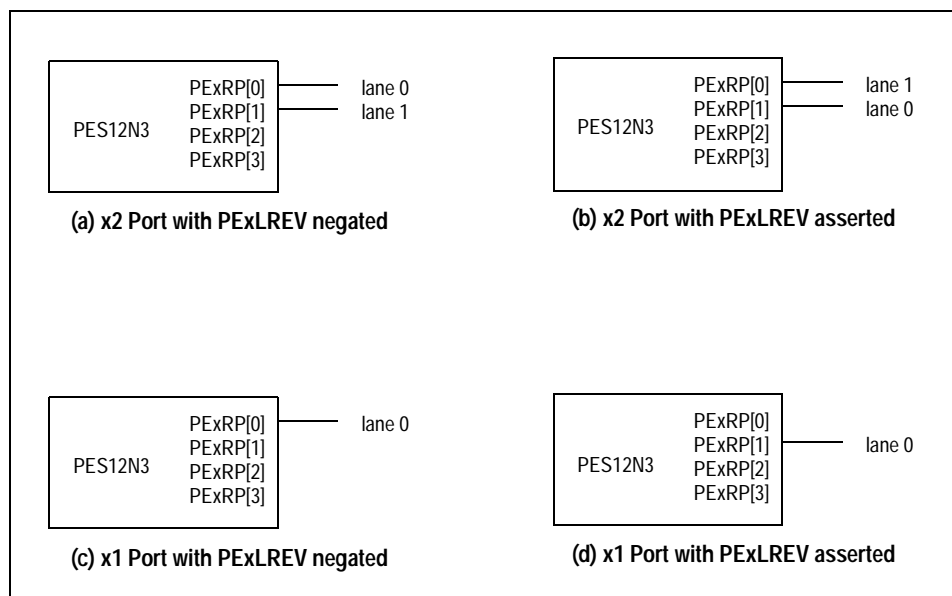 PES12N3
PExRP[0]
PExRP[1]
PExRP[2]
PExRP[3]
lane 0
lane 1
(a) x2 Port with PExLREV negated
PES12N3
PExRP[0]
PExRP[1]
PExRP[2]
PExRP[3]
lane 1
lane 0
(b) x2 Port with PExLREV asserted
PES12N3
PExRP[0]
PExRP[1]
PExRP[2]
PExRP[3]
lane 0
(c) x1 Port with PExLREV negated
PES12N3
PExRP[0]
PExRP[1]
PExRP[2]
PExRP[3]
lane 0
(d) x1 Port with PExLREV asserted